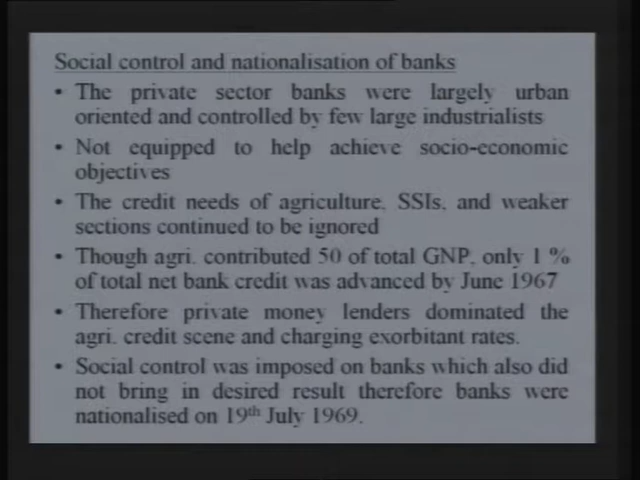 Social control and nationalisation of banks
• The private sector banks were largely urban
oriented and controlled by few large industrialists
• Not equipped to help achieve socio-economic
objectives
• The credit needs of agriculture, SSIs, and weaker
sections continued to be ignored
• Though agri. contributed 50 of total GNP, only 1 %
of total net bank credit was advanced by June 1967
• Therefore private money lenders dominated the
agri. credit scene and charging exorbitant rates.
• Social control was imposed on banks which also did
not bring in desired result therefore banks were
nationalised on 19th July 1969.